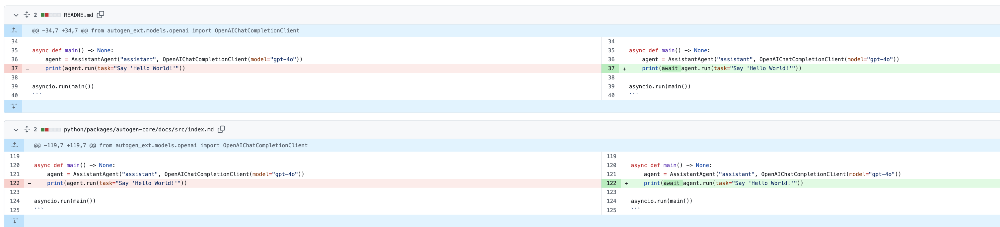 2 README.md
@@ -34,7 +34,7 @@ from autogen_ext.models.openai import OpenAIChatCompletionClient
34 34
35 async def main() -> None: 35 async def main() -> None:
36 agent = AssistantAgent("assistant", OpenAIChatCompletionClient(model="gpt-4o")) 36 agent = AssistantAgent("assistant", OpenAIChatCompletionClient(model="gpt-4o"))
37 - print(agent.run(task="Say 'Hello World!'")) 37 + print(await agent.run(task="Say 'Hello World!'"))
38 38
39 asyncio.run(main()) 39 asyncio.run(main())
40 ``` 40 ```
2 python/packages/autogen-core/docs/src/index.md
@@ -119,7 +119,7 @@ from autogen_ext.models.openai import OpenAIChatCompletionClient
119 119
120 async def main() -> None: 120 async def main() -> None:
121 agent = AssistantAgent("assistant", OpenAIChatCompletionClient(model="gpt-4o")) 121 agent = AssistantAgent("assistant", OpenAIChatCompletionClient(model="gpt-4o"))
122 - print(agent.run(task="Say 'Hello World!'")) 122 + print(await agent.run(task="Say 'Hello World!'"))
123 123
124 asyncio.run(main()) 124 asyncio.run(main())
125 ``` 125 ```